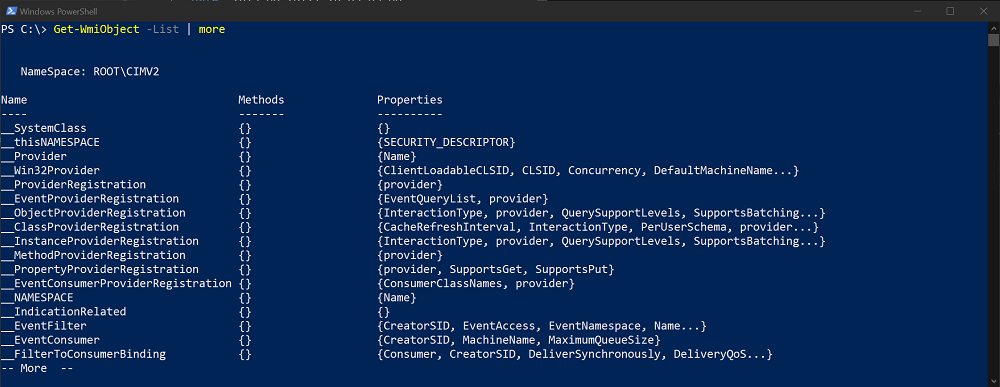 Windows PowerShell
PS C:\> Get-WmiObject -List | more
NameSpace: ROOT\CIMV2
Name Methods Properties
---- ------- ----------
__SystemClass {} {}
__thisNAMESPACE {} {SECURITY_DESCRIPTOR}
__Provider {} {Name}
__Win32Provider {} {ClientLoadableCLSID, CLSID, Concurrency, DefaultMachineName...}
__ProviderRegistration {} {provider}
__EventProviderRegistration {} {EventQueryList, provider}
__ObjectProviderRegistration {} {InteractionType, provider, QuerySupportLevels, SupportsBatching...}
__ClassProviderRegistration {} {CacheRefreshInterval, InteractionType, PerUserSchema, provider...}
__InstanceProviderRegistration {} {InteractionType, provider, QuerySupportLevels, SupportsBatching...}
__MethodProviderRegistration {} {provider}
__PropertyProviderRegistration {} {provider, SupportsGet, SupportsPut}
__EventConsumerProviderRegistration {} {ConsumerClassNames, provider}
__NAMESPACE {} {Name}
__IndicationRelated {} {}
__EventFilter {} {CreatorSID, EventAccess, EventNamespace, Name...}
__EventConsumer {} {CreatorSID, MachineName, MaximumQueueSize}
__FilterToConsumerBinding {} {Consumer, CreatorSID, DeliverSynchronously, DeliveryQoS...}
-- More --